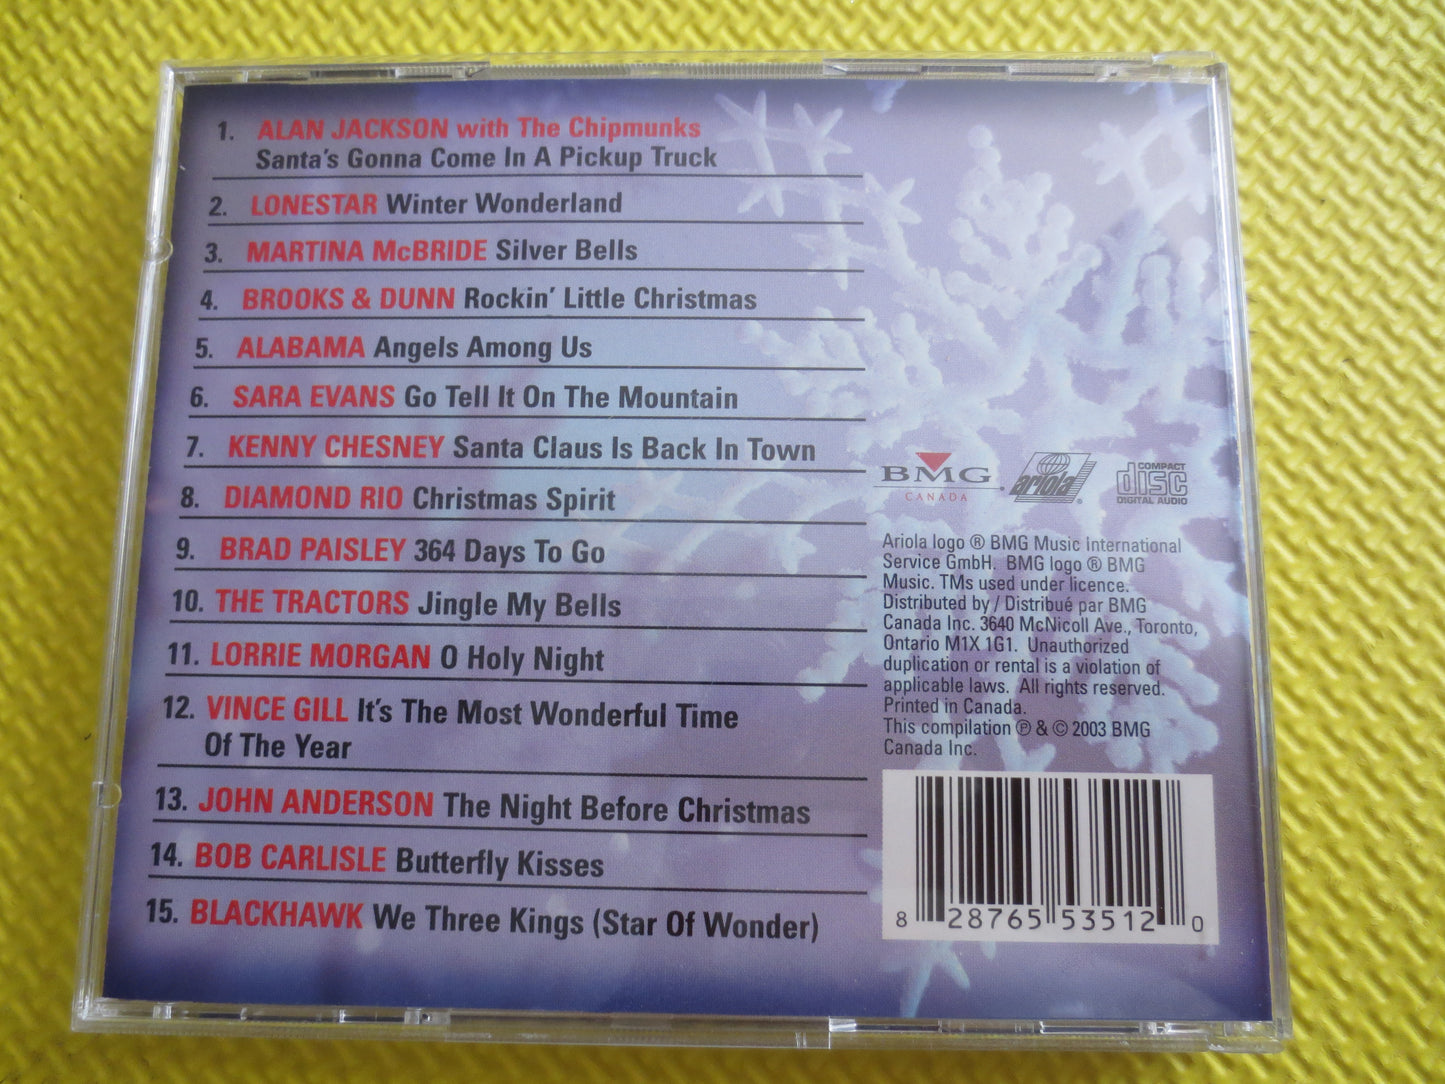 1. ALAN JACKSON with The Chipmunks
Santa's Gonna Come In A Pickup Truck
2. LONESTAR Winter Wonderland
3. MARTINA McBRIDE Silver Bells
4. BROOKS & DUNN Rockin' Little Christmas
5. ALABAMA Angels Among Us
6. SARA EVANS Go Tell It On The Mountain
7. KENNY CHESNEY Santa Claus Is Back In Town
8. DIAMOND RIO Christmas Spirit
9. BRAD PAISLEY 364 Days To Go
10. THE TRACTORS Jingle My Bells
11. LORRIE MORGAN O Holy Night
12. VINCE GILL It's The Most Wonderful Time
Of The Year
13. JOHN ANDERSON The Night Before Christmas
14. BOB CARLISLE Butterfly Kisses
15. BLACKHAWK We Three Kings (Star Of Wonder)
BMG®
CANADA
ariola®
COMPACT
disc
DIGITAL AUDIO
Ariola logo ® BMG Music International
Service GmbH. BMG logo ® BMG
Music. TMs used under licence.
Distributed by / Distribué par BMG
Canada Inc. 3640 McNicoll Ave., Toronto,
Ontario M1X 1G1. Unauthorized
duplication or rental is a violation of
applicable laws. All rights reserved.
Printed in Canada.
This compilation ℗ & © 2003 BMG
Canada Inc.
8 28765 53512 0